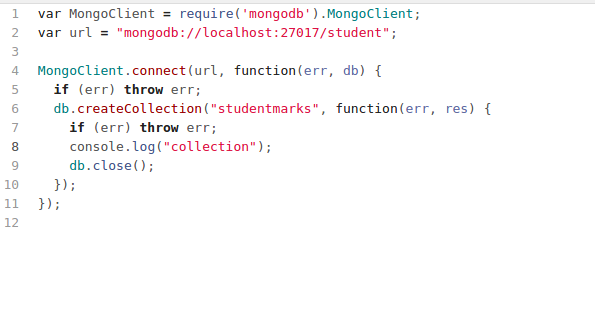 1 var MongoClient = require('mongodb').MongoClient;
2 var url = "mongodb://localhost:27017/student";
3
4 MongoClient.connect(url, function(err, db) {
5   if (err) throw err;
6   db.createCollection("studentmarks", function(err, res) {
7     if (err) throw err;
8     console.log("collection");
9     db.close();
10   });
11 });
12